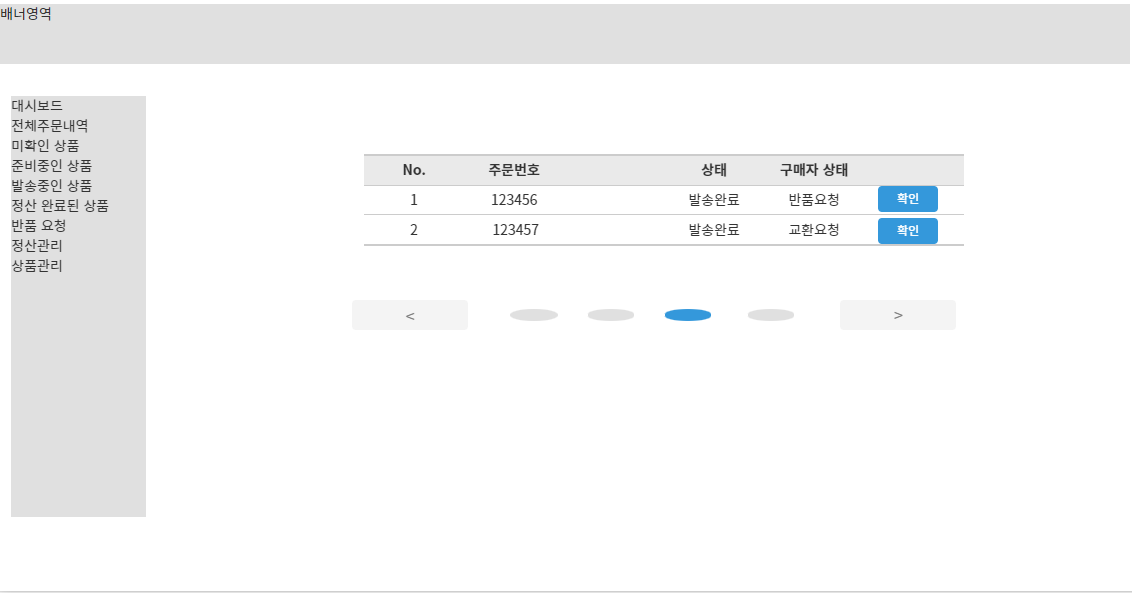 배너영역
대시보드
전체주문내역
미확인 상품
준비중인 상품
발송중인 상품
정산 완료된 상품
반품 요청
정산관리
상품관리
No. 주문번호 상태 구매자 상태
1 123456 발송완료 반품요청 확인
2 123457 발송완료 교환요청 확인
< >